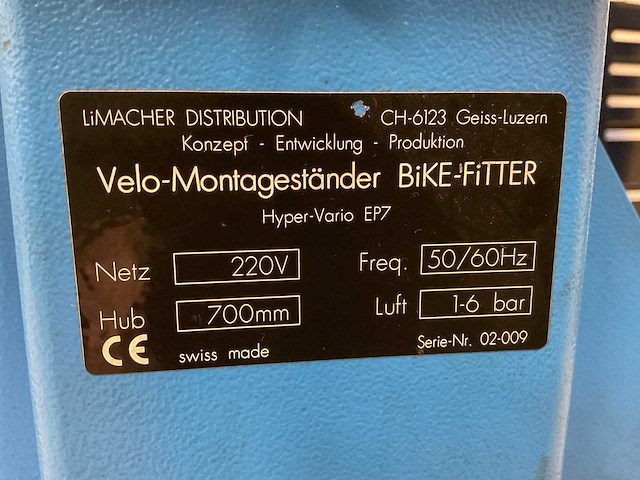 LiMACHER DISTRIBUTION CH-6123 Geiss-Luzern
Konzept - Entwicklung - Produktion
Velo-Montageständer BiKE-FiTTER
Hyper-Vario EP7
Netz 220V Freq. 50/60Hz
Hub 700mm Luft 1-6 bar
CE swiss made Serie-Nr. 02-009